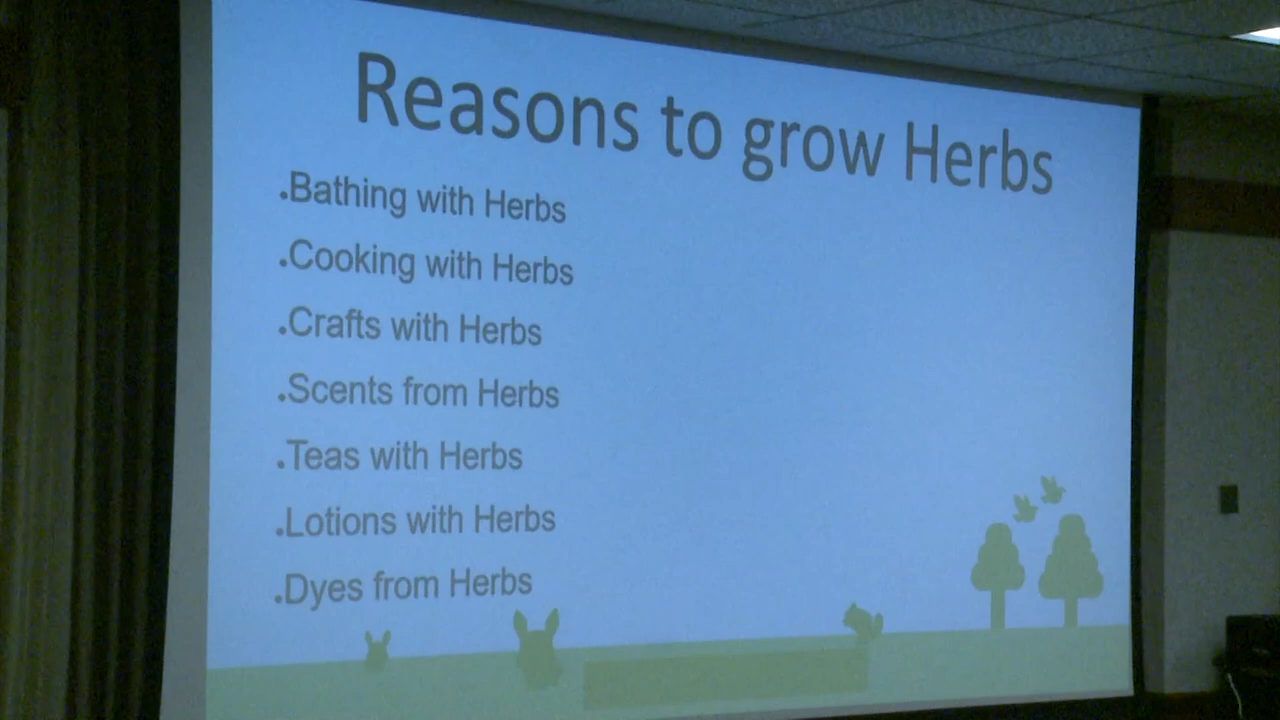 Reasons to grow Herbs
.Bathing with Herbs
.Cooking with Herbs
.Crafts with Herbs
.Scents from Herbs
.Teas with Herbs
.Lotions with Herbs
.Dyes from Herbs